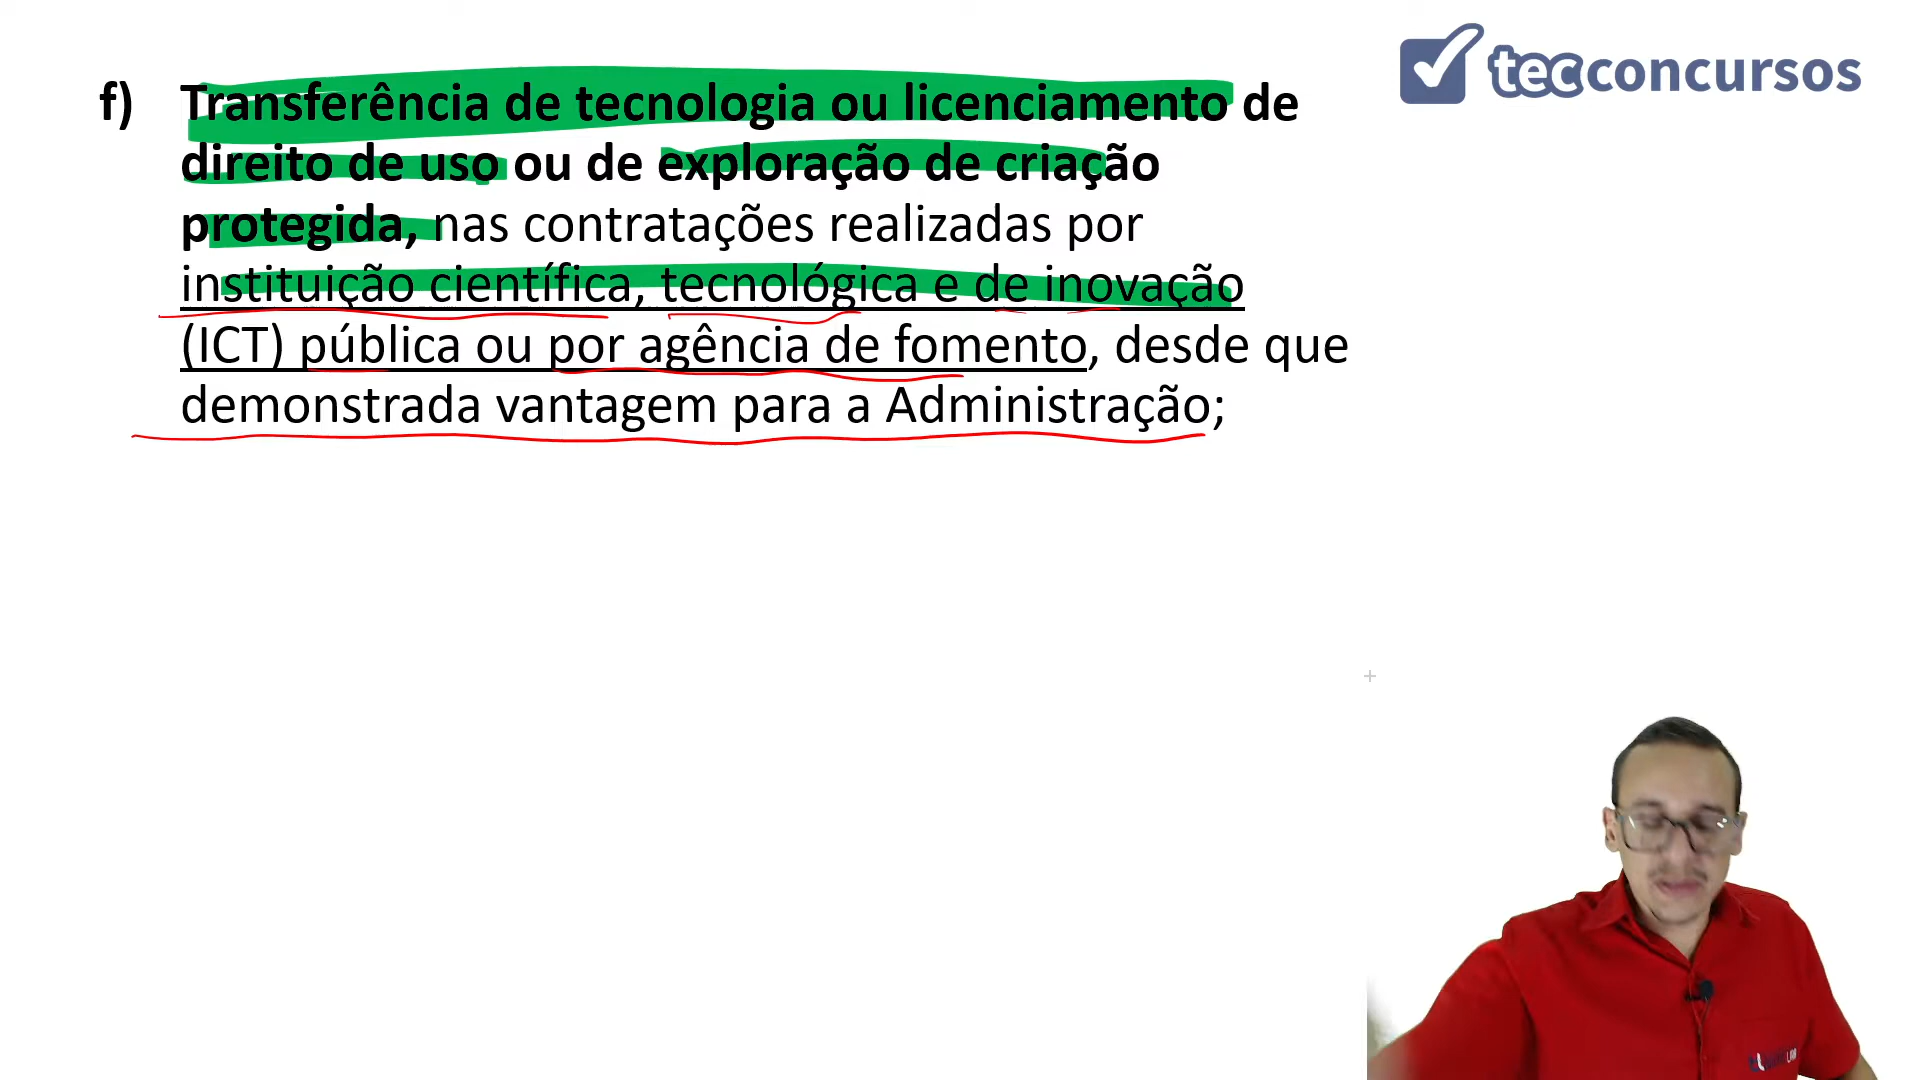 tecconcursos
f) Transferência de tecnologia ou licenciamento de
direito de uso ou de exploração de criação
protegida, nas contratações realizadas por
instituição científica, tecnológica e de inovação
(ICT) pública ou por agência de fomento, desde que
demonstrada vantagem para a Administração;